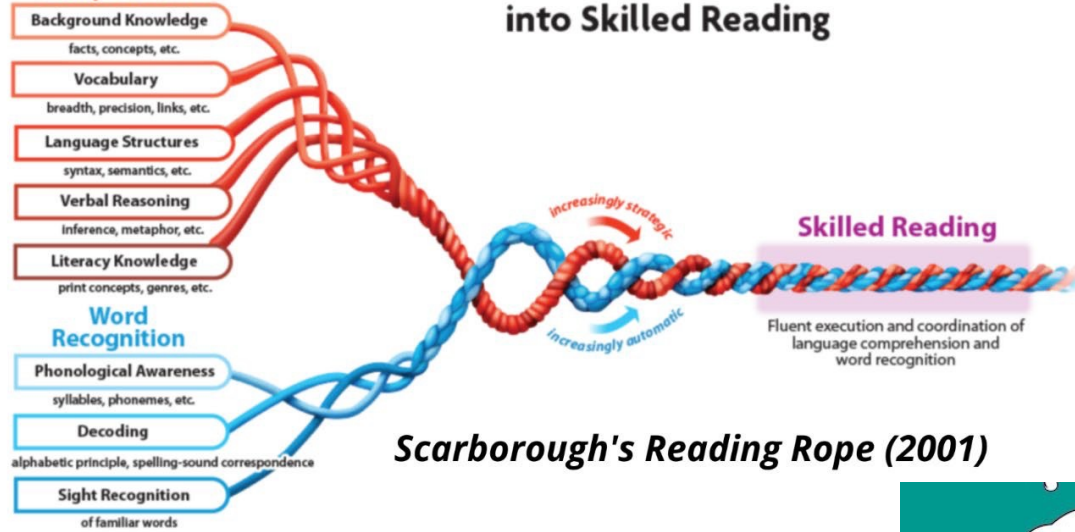 into Skilled Reading
Background Knowledge
facts, concepts, etc.
Vocabulary
breadth, precision, links, etc.
Language Structures
syntax, semantics, etc.
Verbal Reasoning
inference, metaphor, etc.
Literacy Knowledge
print concepts, genres, etc.
Word
Recognition
Phonological Awareness
syllables, phonemes, etc.
Decoding
alphabetic principle, spelling-sound correspondence
Sight Recognition
of familiar words
increasingly strategic
increasingly automatic
Skilled Reading
Fluent execution and coordination of
language comprehension and
word recognition
Scarborough's Reading Rope (2001)